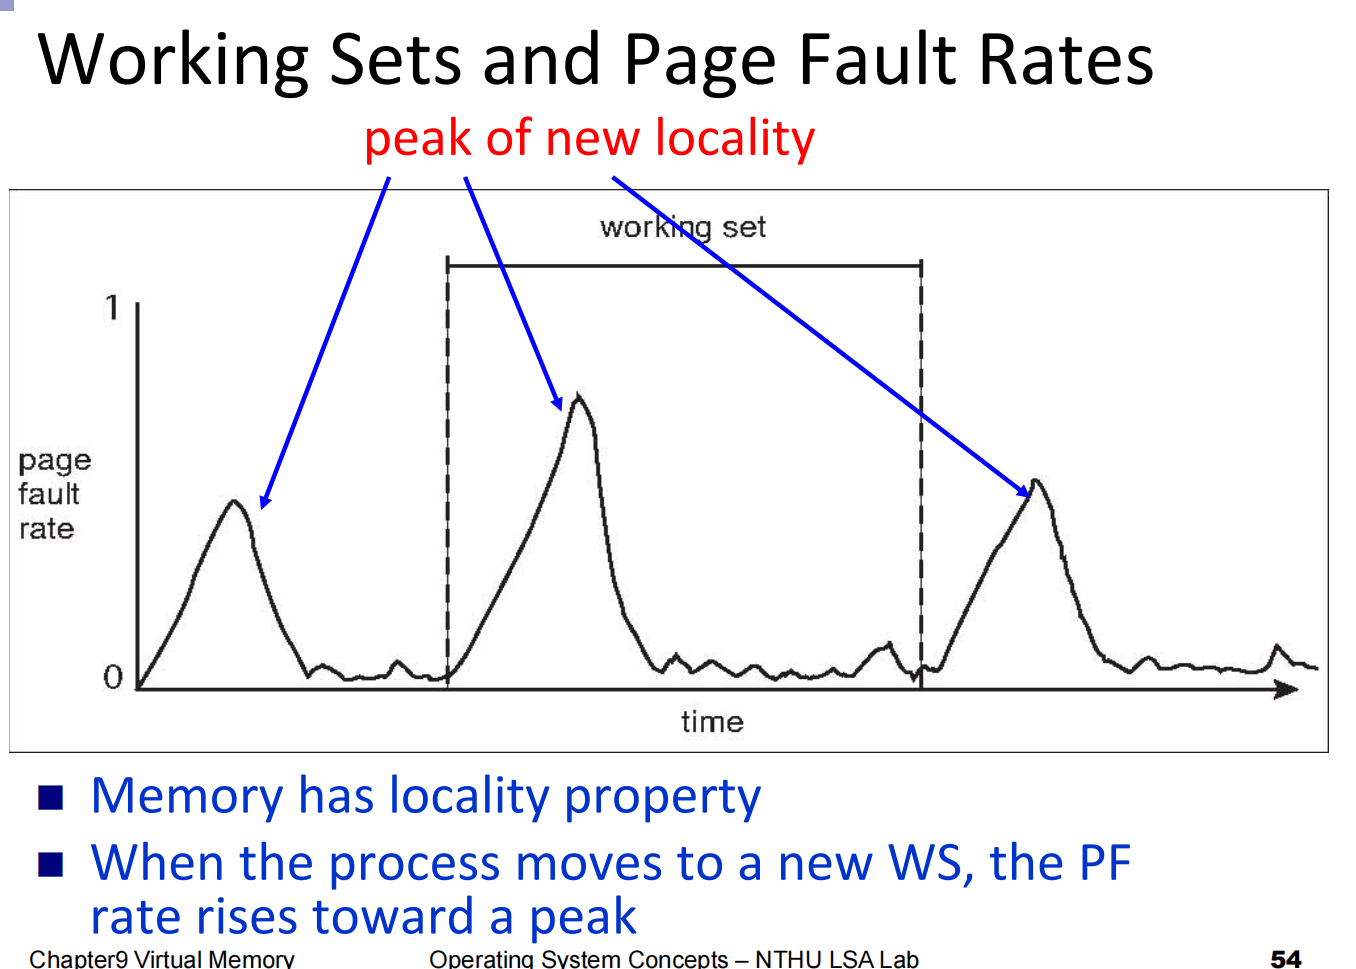 Working Sets and Page Fault Rates
peak of new locality
working set
1
page
fault
rate
0
time
Memory has locality property
When the process moves to a new WS, the PF
rate rises toward a peak
Chapter9 Virtual Memory
Operating System Concepts – NTHU LSA Lab
54